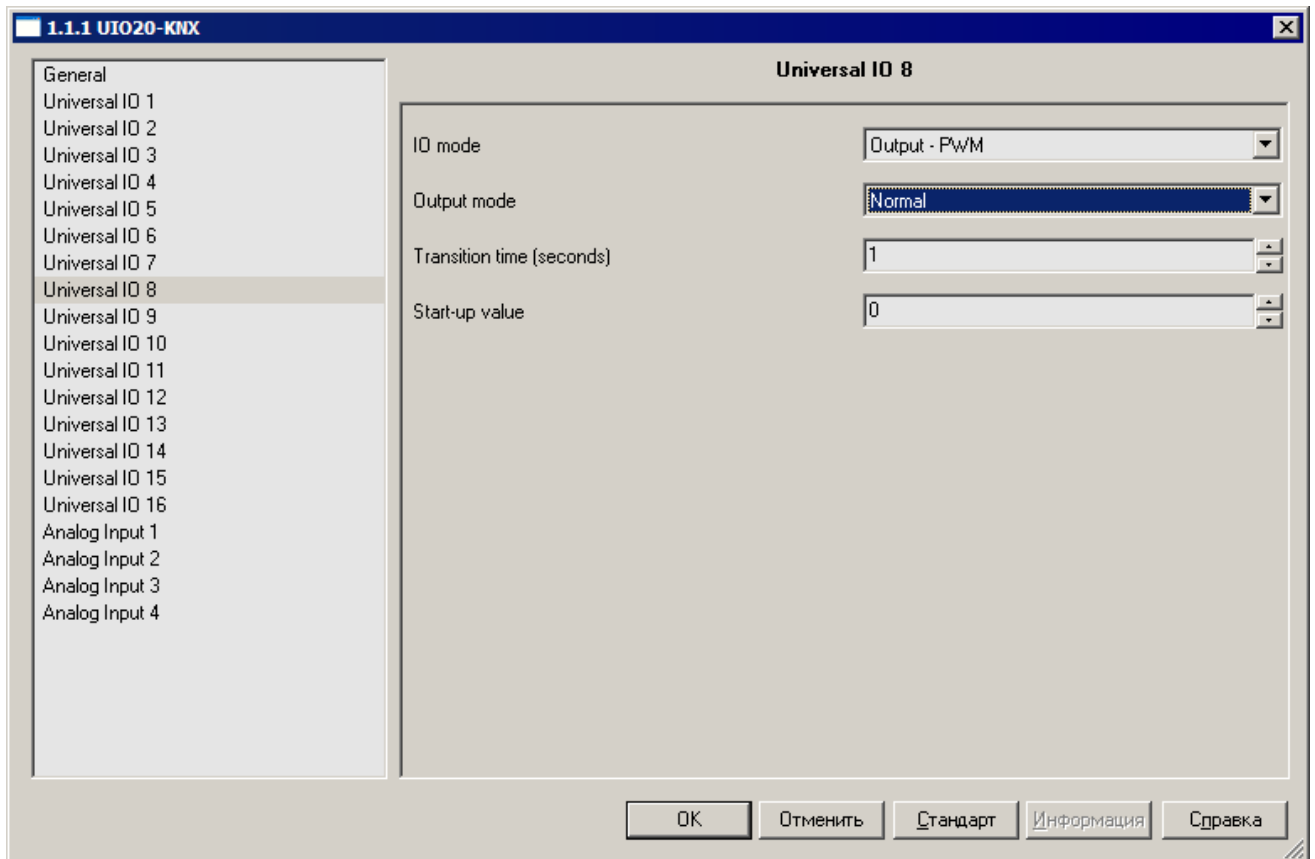 1.1.1 UIO20-KNX
General
Universal IO 1
Universal IO 2
Universal IO 3
Universal IO 4
Universal IO 5
Universal IO 6
Universal IO 7
Universal IO 8
Universal IO 9
Universal IO 10
Universal IO 11
Universal IO 12
Universal IO 13
Universal IO 14
Universal IO 15
Universal IO 16
Analog Input 1
Analog Input 2
Analog Input 3
Analog Input 4
Universal IO 8
IO mode Output - PWM
Output mode Normal
Transition time (seconds) 1
Start-up value 0
OK Отменить Стандарт Информация Справка